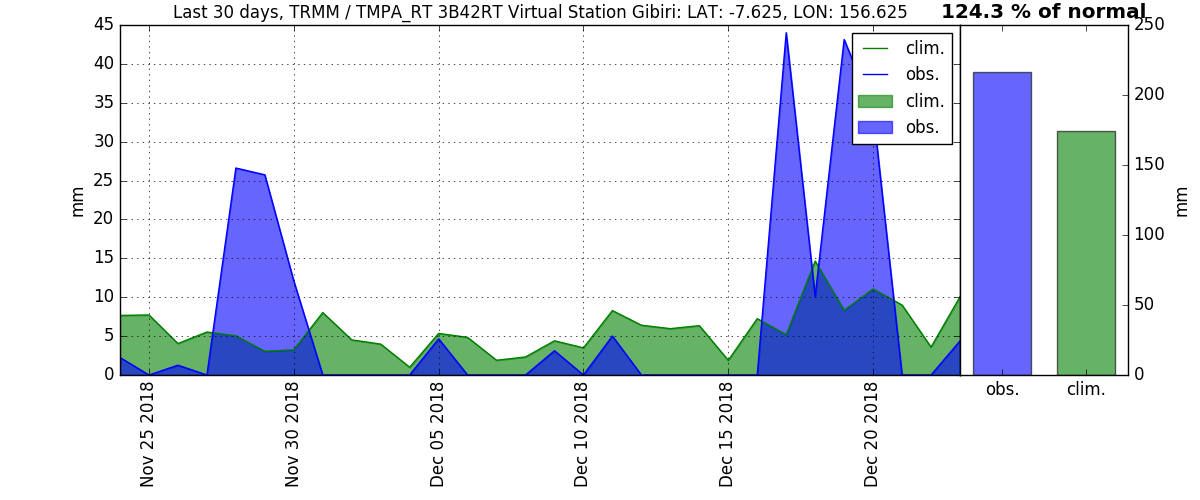 Last 30 days, TRMM / TMPA_RT 3B42RT Virtual Station Gibiri: LAT: -7.625, LON: 156.625
124.3 % of normal
45
40
35
30
25
20
15
10
5
0
mm
clim.
obs.
clim.
obs.
Nov 25 2018
Nov 30 2018
Dec 05 2018
Dec 10 2018
Dec 15 2018
Dec 20 2018
250
200
150
100
50
0
mm
obs.
clim.